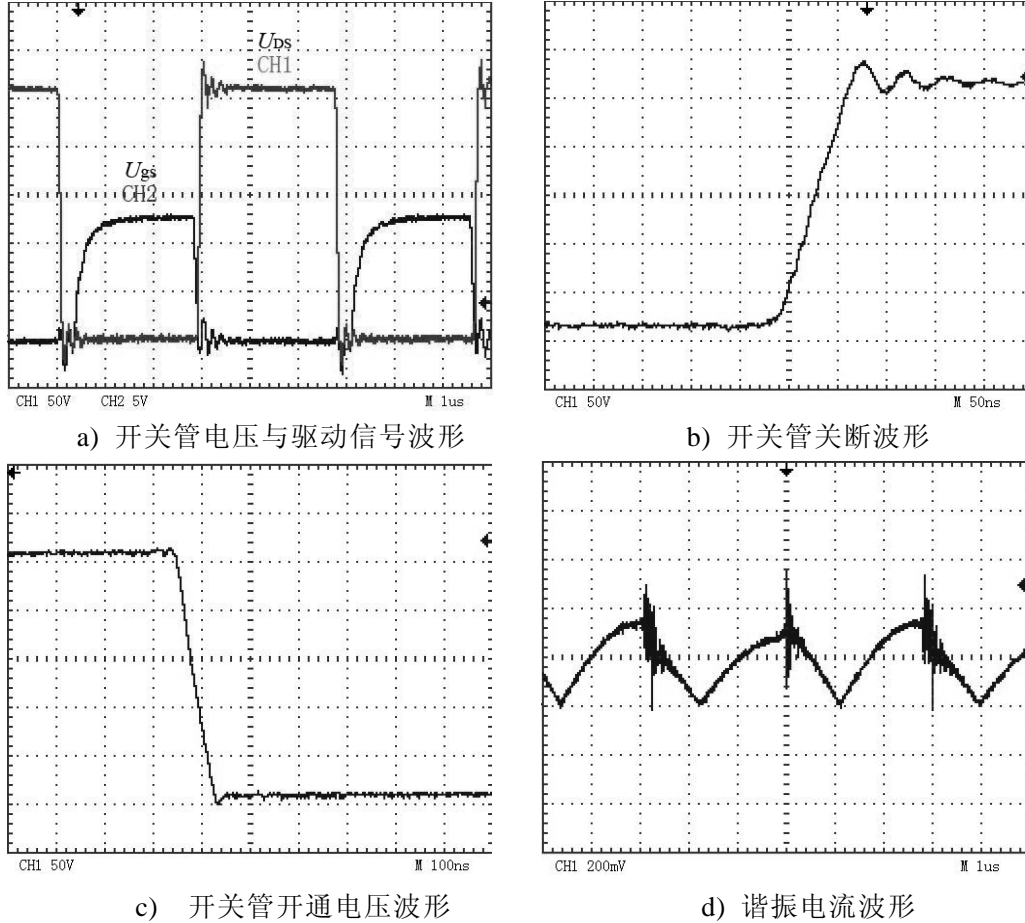 UDS
CH1
Ugs
CH2
CH1 50V CH2 5V M 1us
a) 开关管电压与驱动信号波形
CH1 50V M 50ns
b) 开关管关断波形
CH1 50V M 100ns
c) 开关管开通电压波形
CH1 200mV M 1us
d) 谐振电流波形